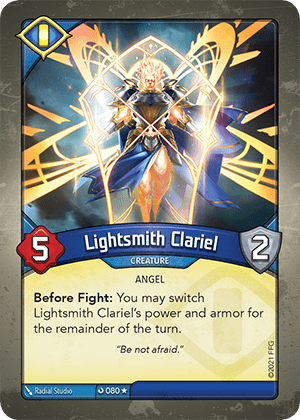 Lightsmith Clariel
5
CREATURE
2
ANGEL
Before Fight: You may switch
Lightsmith Clariel's power and armor for
the remainder of the turn.
"Be not afraid."
©2021 FFG
Radial Studio
080